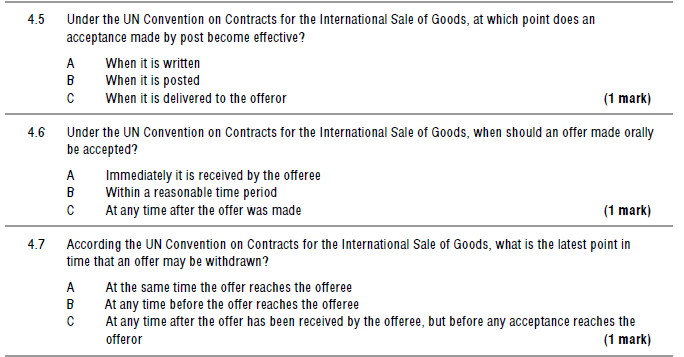 4.5 Under the UN Convention on Contracts for the International Sale of Goods, at which point does an
acceptance made by post become effective?
A When it is written
B When it is posted
C When it is delivered to the offeror (1 mark)
4.6 Under the UN Convention on Contracts for the International Sale of Goods, when should an offer made orally
be accepted?
A Immediately it is received by the offeree
B Within a reasonable time period
C At any time after the offer was made (1 mark)
4.7 According the UN Convention on Contracts for the International Sale of Goods, what is the latest point in
time that an offer may be withdrawn?
A At the same time the offer reaches the offeree
B At any time before the offer reaches the offeree
C At any time after the offer has been received by the offeree, but before any acceptance reaches the
offeror (1 mark)